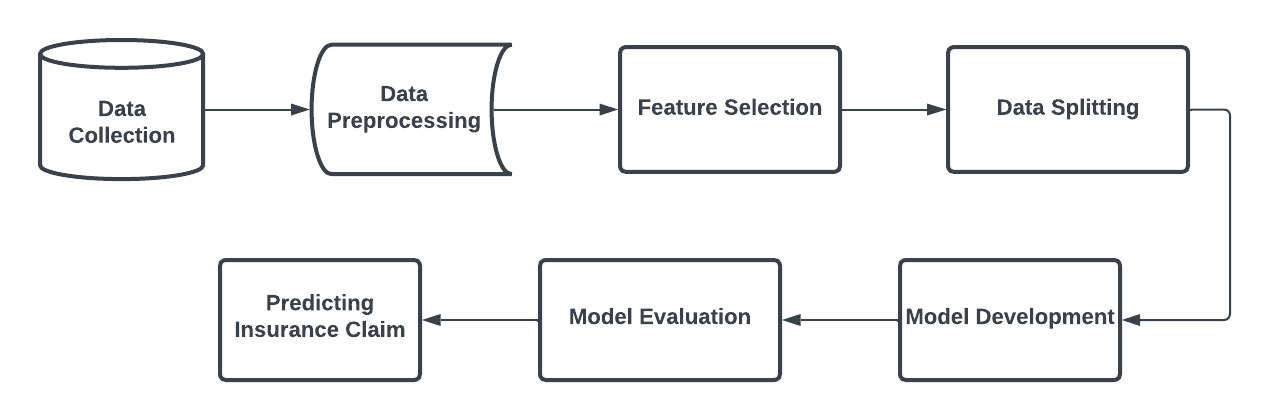 Data
Collection
Data
Preprocessing
Feature Selection
Data Splitting
Model Development
Model Evaluation
Predicting
Insurance Claim